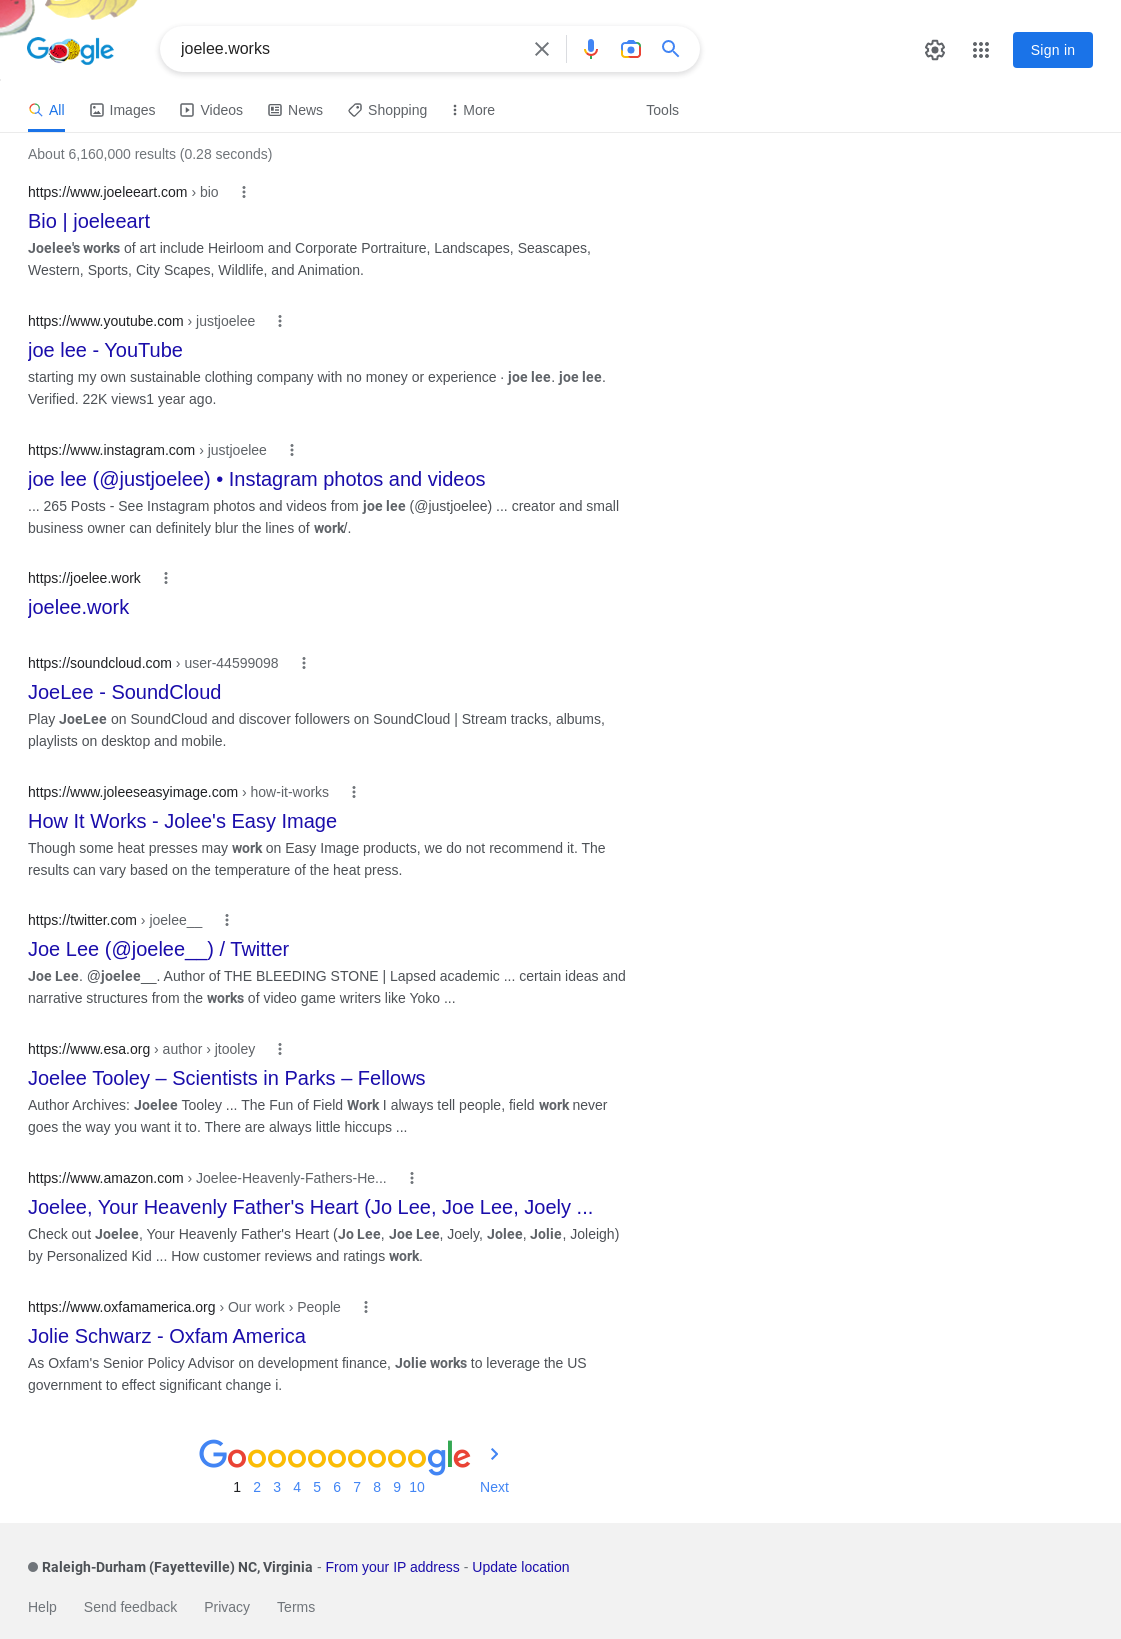 Google
joelee.works
Sign in
All
Images
Videos
News
Shopping
More
Tools
About 6,160,000 results (0.28 seconds)
https://www.joeleeart.com › bio
Bio | joeleeart
Joelee's works of art include Heirloom and Corporate Portraiture, Landscapes, Seascapes,
Western, Sports, City Scapes, Wildlife, and Animation.
https://www.youtube.com › justjoelee
joe lee - YouTube
starting my own sustainable clothing company with no money or experience · joe lee. joe lee.
Verified. 22K views1 year ago.
https://www.instagram.com › justjoelee
joe lee (@justjoelee) • Instagram photos and videos
... 265 Posts - See Instagram photos and videos from joe lee (@justjoelee) ... creator and small
business owner can definitely blur the lines of work/.
https://joelee.work
joelee.work
https://soundcloud.com › user-44599098
JoeLee - SoundCloud
Play JoeLee on SoundCloud and discover followers on SoundCloud | Stream tracks, albums,
playlists on desktop and mobile.
https://www.joleeseasyimage.com › how-it-works
How It Works - Jolee's Easy Image
Though some heat presses may work on Easy Image products, we do not recommend it. The
results can vary based on the temperature of the heat press.
https://twitter.com › joelee__
Joe Lee (@joelee__) / Twitter
Joe Lee. @joelee__. Author of THE BLEEDING STONE | Lapsed academic ... certain ideas and
narrative structures from the works of video game writers like Yoko ...
https://www.esa.org › author › jtooley
Joelee Tooley – Scientists in Parks – Fellows
Author Archives: Joelee Tooley ... The Fun of Field Work I always tell people, field work never
goes the way you want it to. There are always little hiccups ...
https://www.amazon.com › Joelee-Heavenly-Fathers-He...
Joelee, Your Heavenly Father's Heart (Jo Lee, Joe Lee, Joely ...
Check out Joelee, Your Heavenly Father's Heart (Jo Lee, Joe Lee, Joely, Jolee, Jolie, Joleigh)
by Personalized Kid ... How customer reviews and ratings work.
https://www.oxfamamerica.org › Our work › People
Jolie Schwarz - Oxfam America
As Oxfam's Senior Policy Advisor on development finance, Jolie works to leverage the US
government to effect significant change i.
Goooooooooogle
1 2 3 4 5 6 7 8 9 10 Next
Raleigh-Durham (Fayetteville) NC, Virginia - From your IP address - Update location
Help Send feedback Privacy Terms